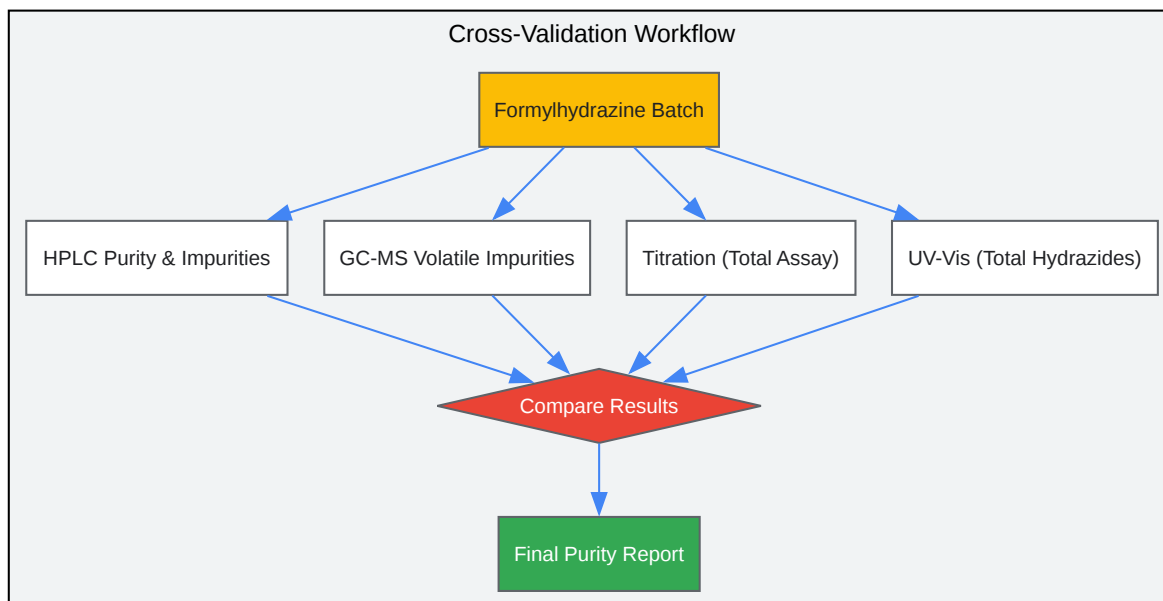 Cross-Validation Workflow
Formylhydrazine Batch
HPLC Purity & Impurities
GC-MS Volatile Impurities
Titration (Total Assay)
UV-Vis (Total Hydrazides)
Compare Results
Final Purity Report